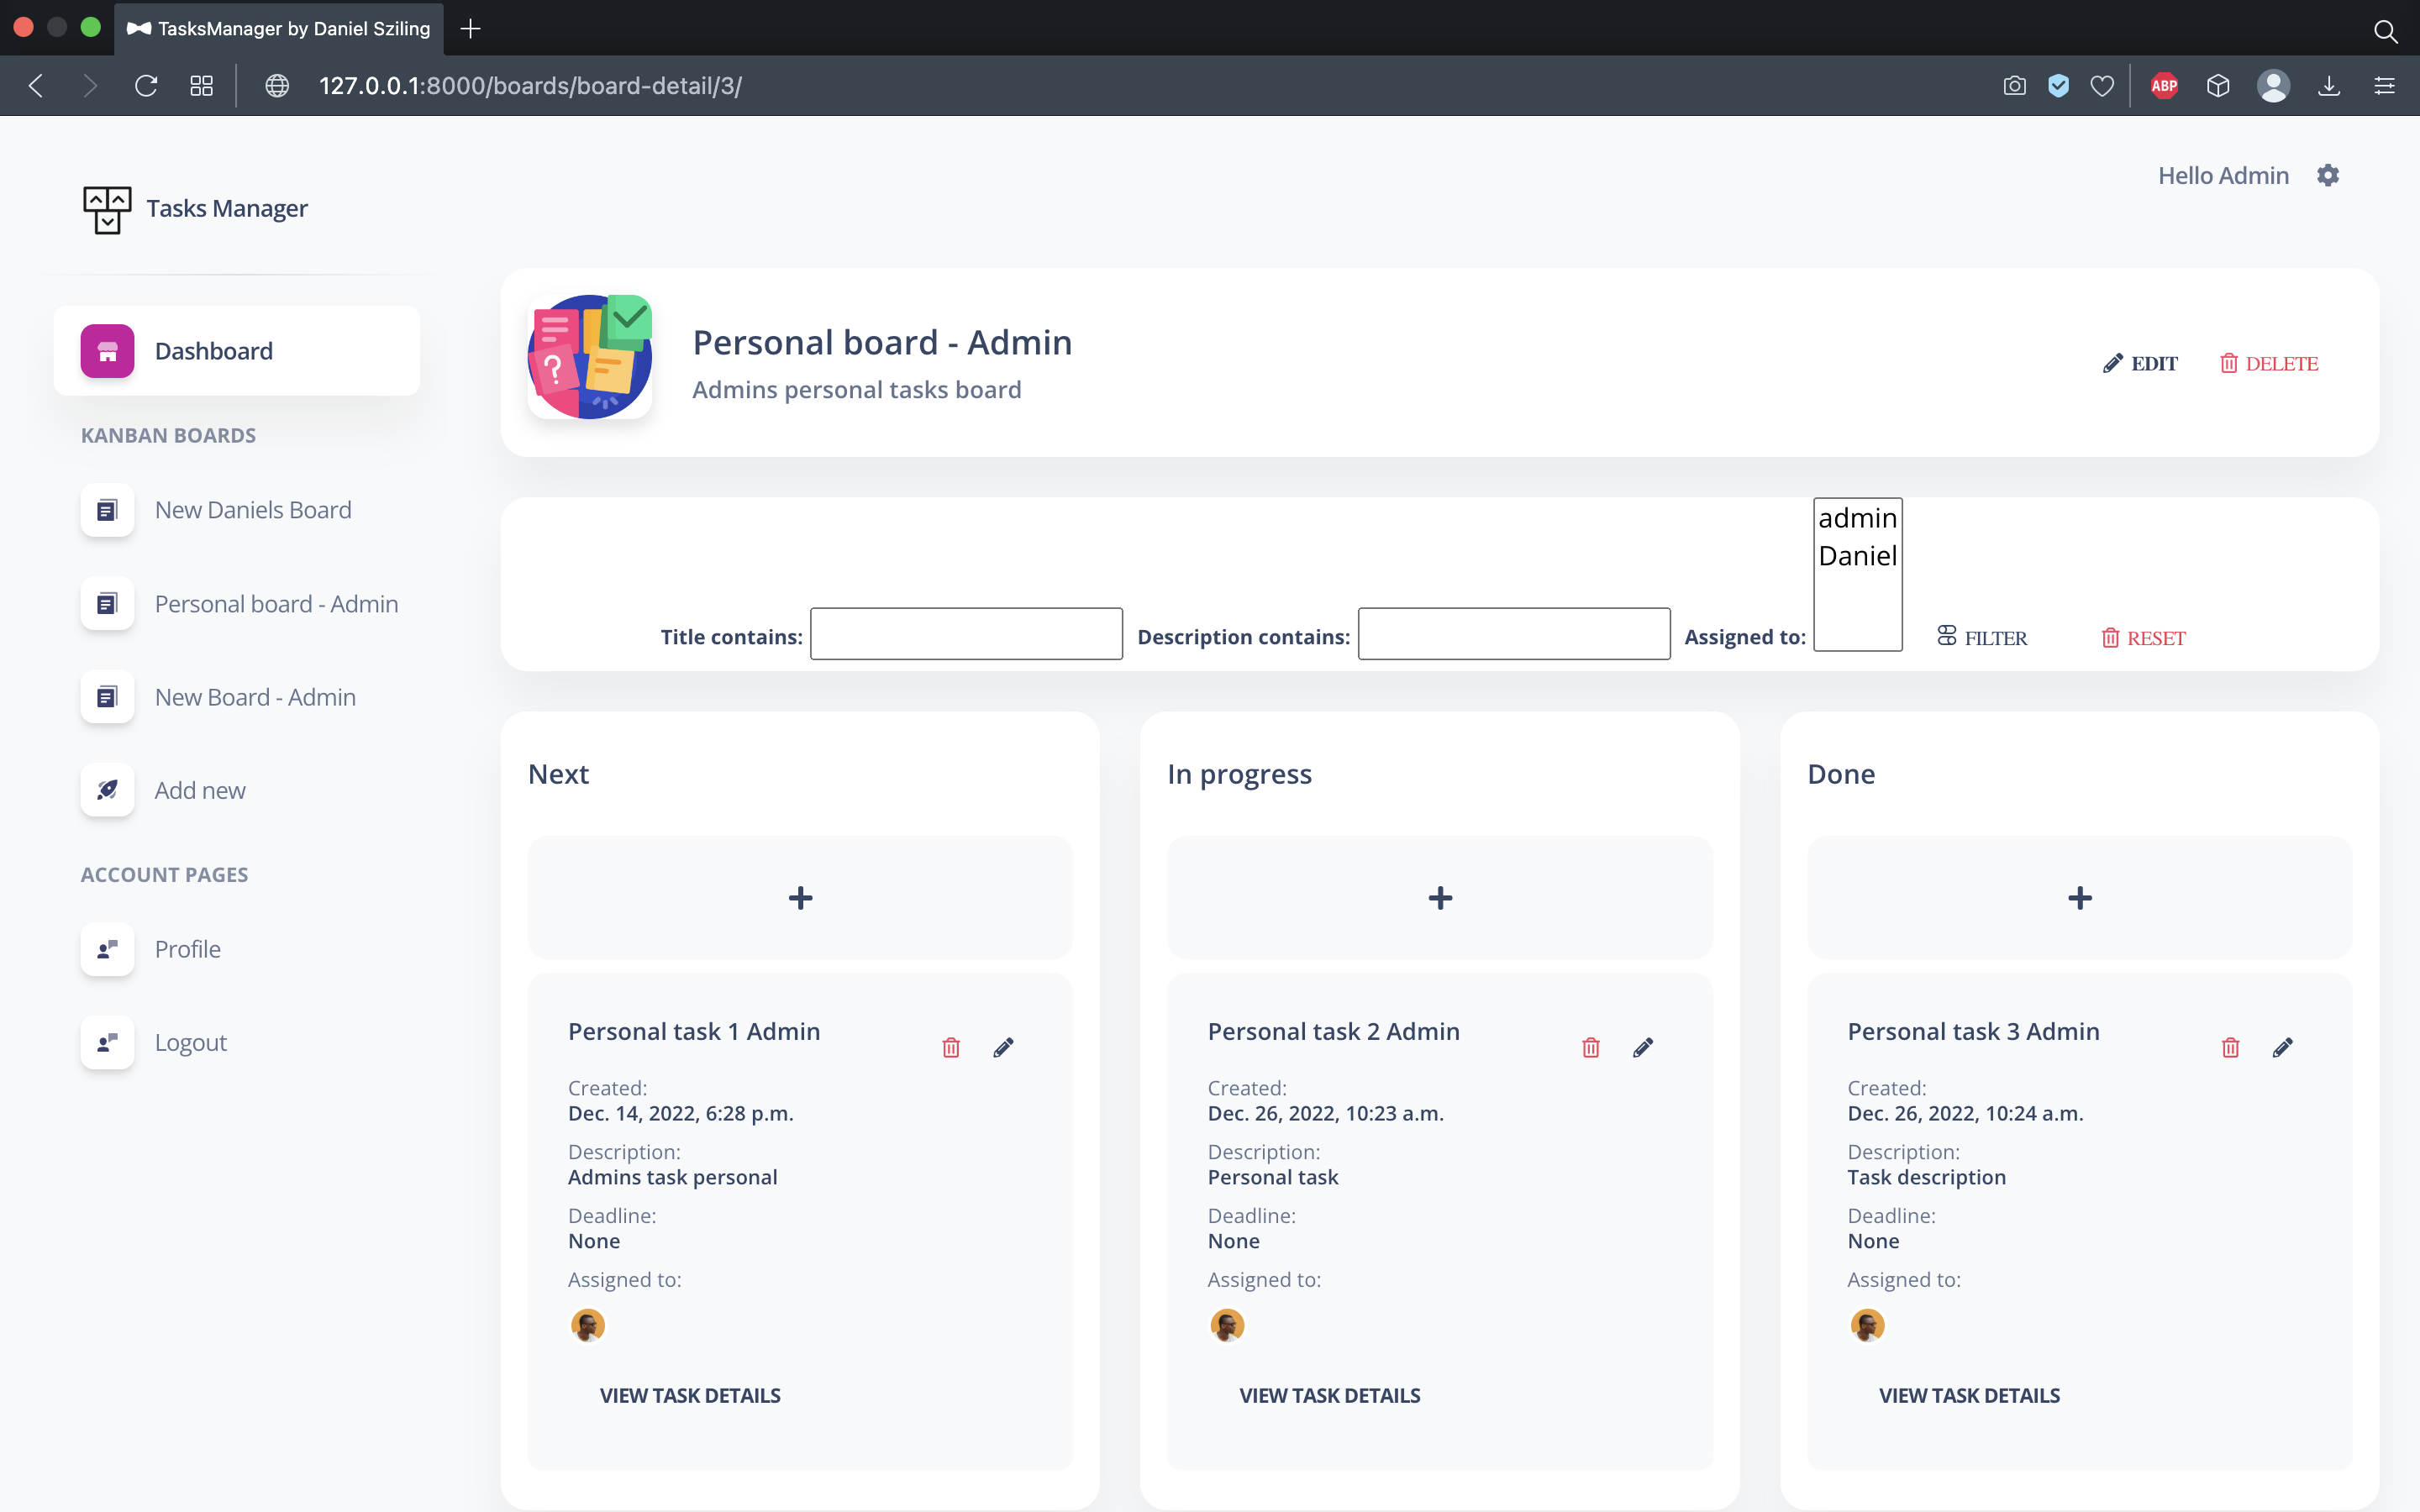 TasksManager by Daniel Sziling
127.0.0.1:8000/boards/board-detail/3/
ABP
Hello Admin
Tasks Manager
Dashboard
KANBAN BOARDS
New Daniels Board
Personal board - Admin
New Board - Admin
Add new
ACCOUNT PAGES
Profile
Logout
Personal board - Admin
Admins personal tasks board
EDIT
DELETE
Title contains:
Description contains:
Assigned to:
admin
Daniel
FILTER
RESET
Next
Personal task 1 Admin
Created:
Dec. 14, 2022, 6:28 p.m.
Description:
Admins task personal
Deadline:
None
Assigned to:
VIEW TASK DETAILS
In progress
Personal task 2 Admin
Created:
Dec. 26, 2022, 10:23 a.m.
Description:
Personal task
Deadline:
None
Assigned to:
VIEW TASK DETAILS
Done
Personal task 3 Admin
Created:
Dec. 26, 2022, 10:24 a.m.
Description:
Task description
Deadline:
None
Assigned to:
VIEW TASK DETAILS